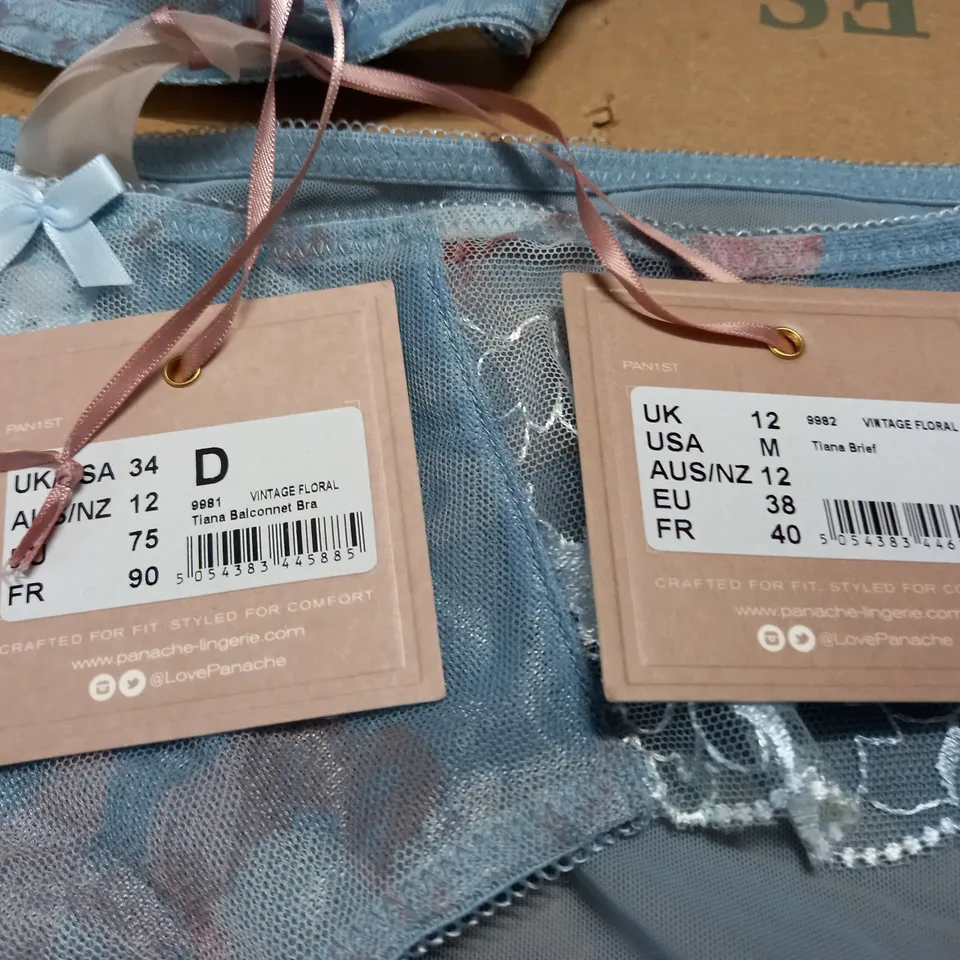 ES
PAN1ST
UK/USA 34 D
AUS/NZ 12
9981 VINTAGE FLORAL
Tiana Balconnet Bra
75
FR 90
5 054383 445885
CRAFTED FOR FIT. STYLED FOR COMFORT.
www.panache-lingerie.com
@LovePanache
PAN1ST
UK 12
USA M
AUS/NZ 12
EU 38
FR 40
9982 VINTAGE FLORAL
Tiana Brief
5 054383 446
CRAFTED FOR FIT. STYLED FOR CO
www.panache-lingerie.com
@LovePanache